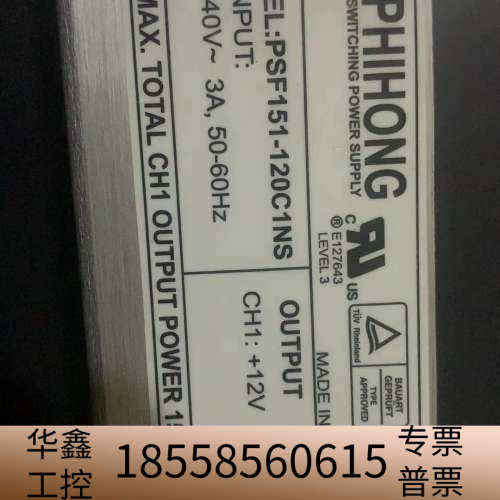 PHIHONG
SWITCHING POWER SUPPLY
C UL US
® E127643
LEVEL 3
TÜV Rheinland
BAUART
GEPRÜFT
TYPE
APPROVED
EL:PSF151-120C1NS
NPUT:
40V~ 3A, 50-60Hz
OUTPUT
CH1: +12V
MADE IN
MAX. TOTAL CH1 OUTPUT POWER 15
华鑫
工控
18558560615
专票
普票